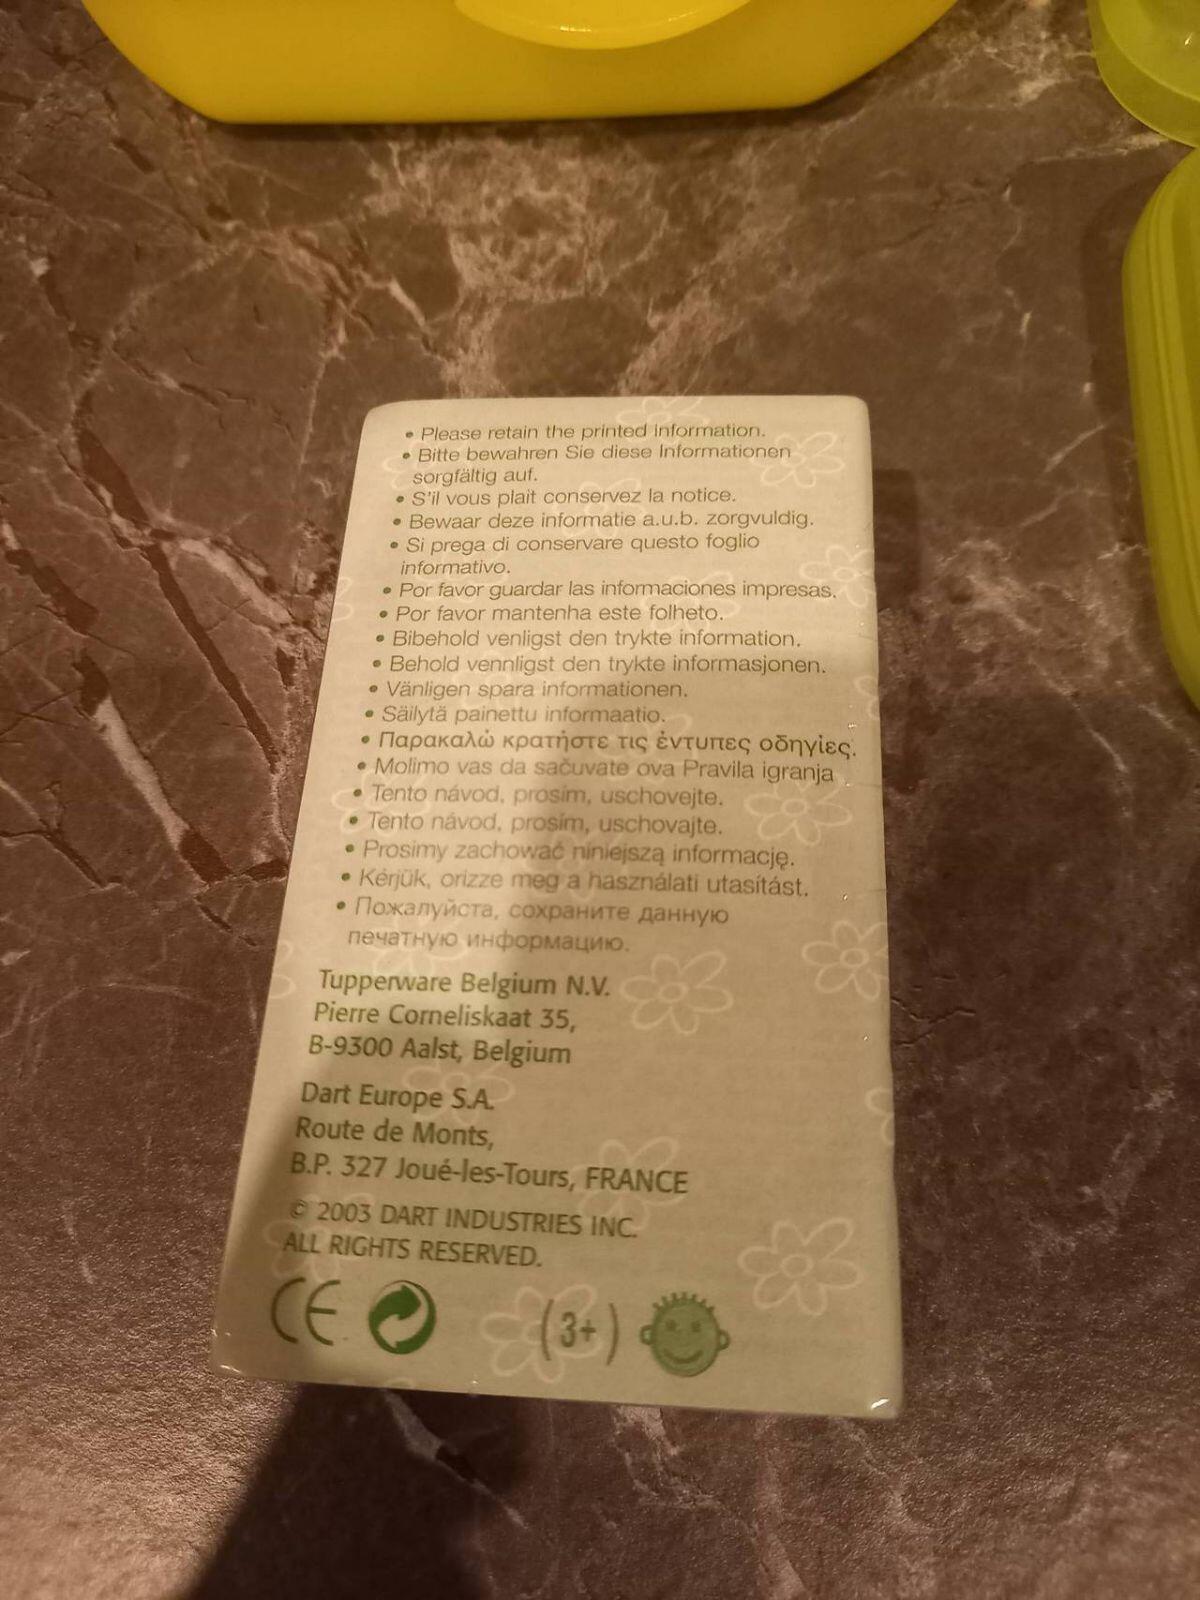 • Please retain the printed information.
• Bitte bewahren Sie diese Informationen
sorgfältig auf.
• S'il vous plait conservez la notice.
• Bewaar deze informatie a.u.b. zorgvuldig.
• Si prega di conservare questo foglio
informativo.
• Por favor guardar las informaciones impresas.
• Por favor mantenha este folheto.
• Bibehold venligst den trykte information.
• Behold vennligst den trykte informasjonen.
• Vänligen spara informationen.
• Säilytä painettu informaatio.
• Παρακαλώ κρατήστε τις έντυπες οδηγίες.
• Molimo vas da sačuvate ova Pravila igranja
• Tento návod, prosím, uschovejte.
• Tento návod, prosím, uschovajte.
• Prosimy zachować niniejszą informację.
• Kérjük, orizze meg a használati utasítást.
• Пожалуйста, сохраните данную
печатную информацию.
Tupperware Belgium N.V.
Pierre Corneliskaat 35,
B-9300 Aalst, Belgium
Dart Europe S.A.
Route de Monts,
B.P. 327 Joué-les-Tours, FRANCE
© 2003 DART INDUSTRIES INC.
ALL RIGHTS RESERVED.
CE (3+)